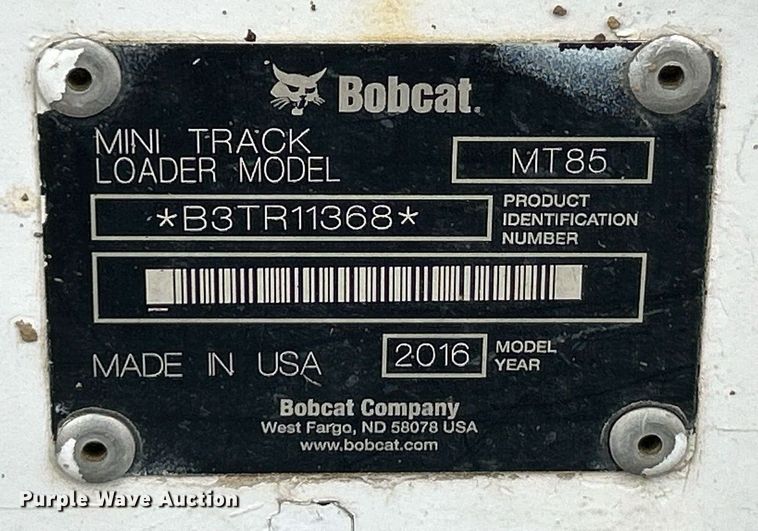 Bobcat.
MINI TRACK
LOADER MODEL
MT85
*B3TR11368*
PRODUCT
IDENTIFICATION
NUMBER
MADE IN USA
2016
MODEL
YEAR
Bobcat Company
West Fargo, ND 58078 USA
www.bobcat.com
Purple Wave Auction